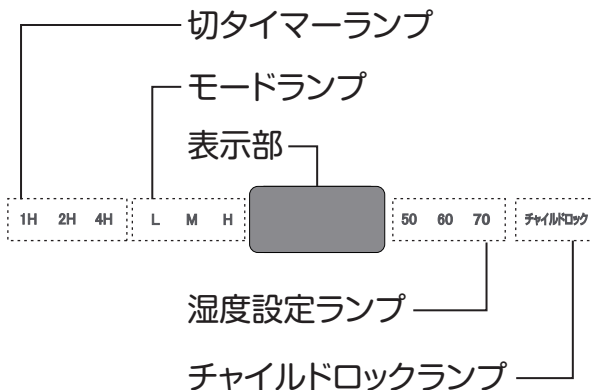 切タイマーランプ
モードランプ
表示部
1H 2H 4H L M H 50 60 70 チャイルドロック
湿度設定ランプ
チャイルドロックランプ